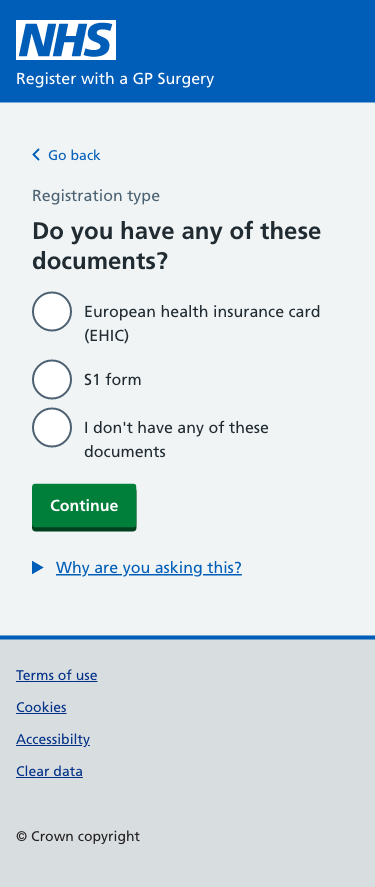 NHS
Register with a GP Surgery
Go back
Registration type
Do you have any of these
documents?
European health insurance card
(EHIC)
S1 form
I don't have any of these
documents
Continue
Why are you asking this?
Terms of use
Cookies
Accessibilty
Clear data
© Crown copyright